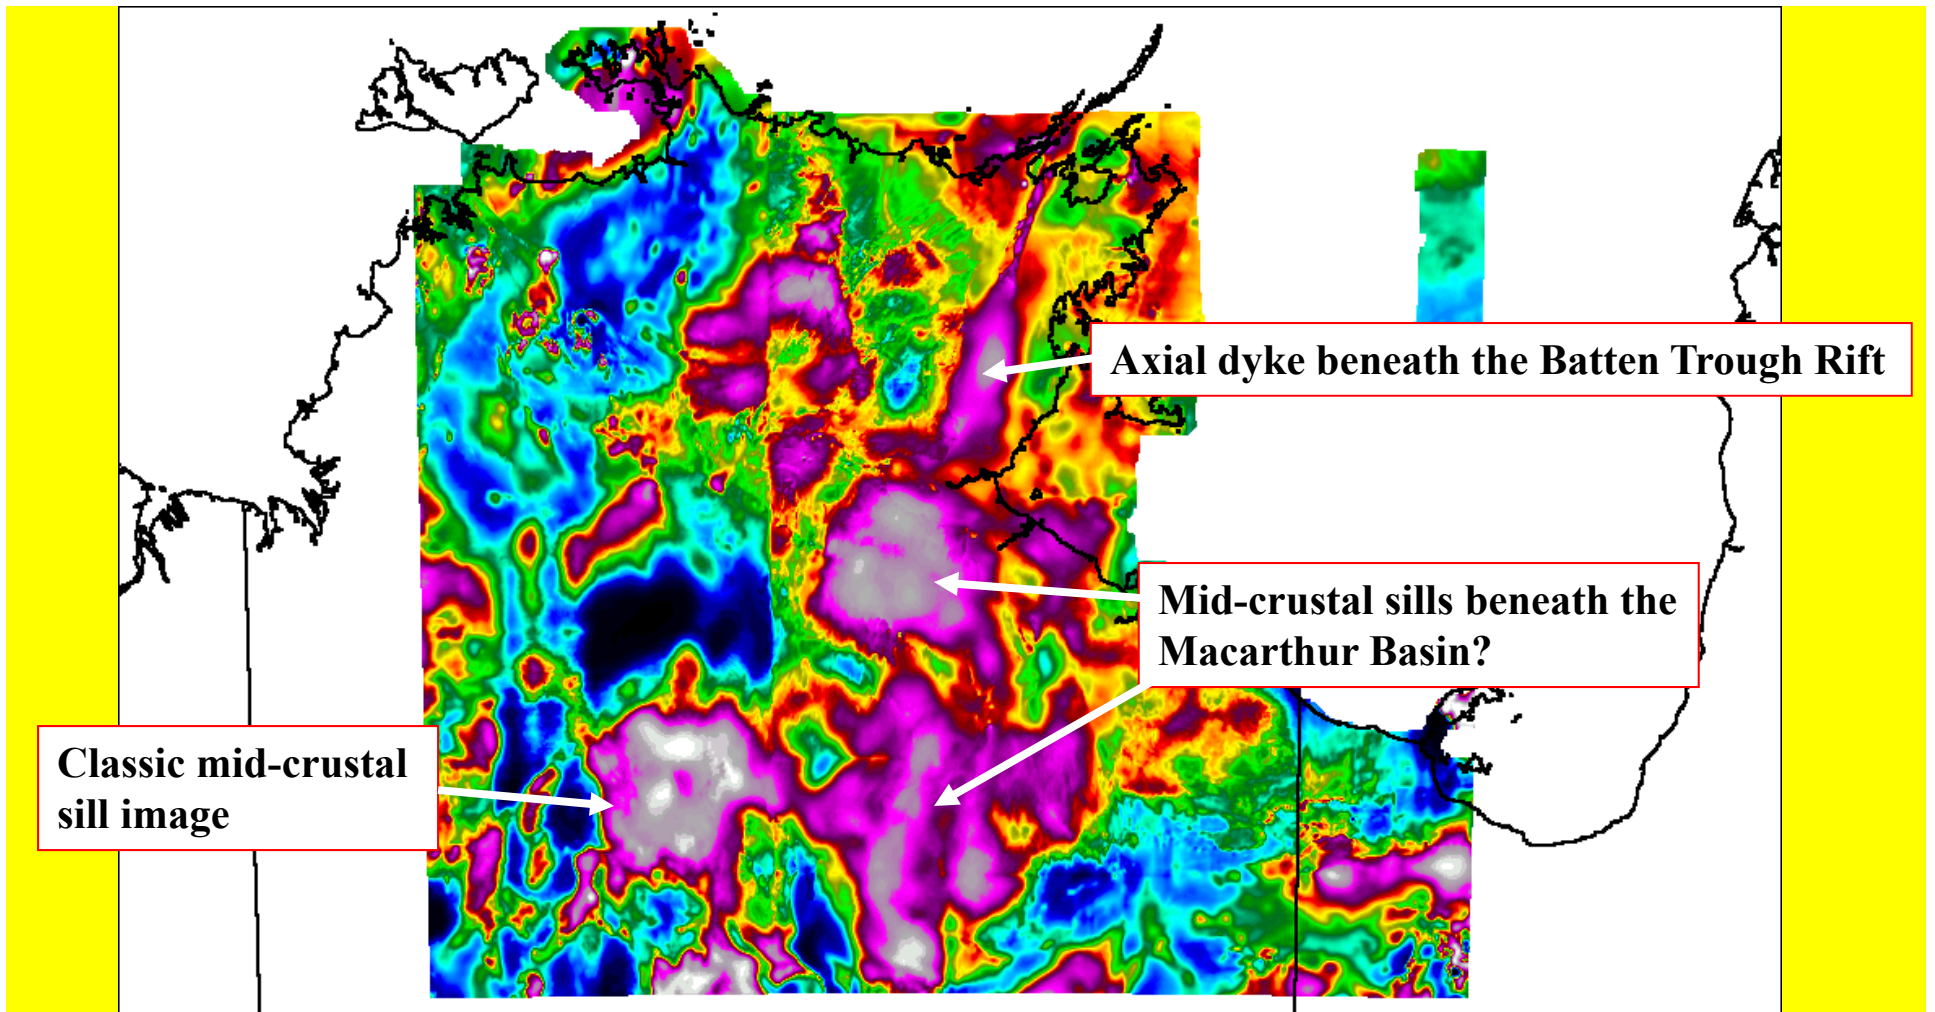 Axial dyke beneath the Batten Trough Rift
Mid-crustal sills beneath the
Macarthur Basin?
Classic mid-crustal
sill image